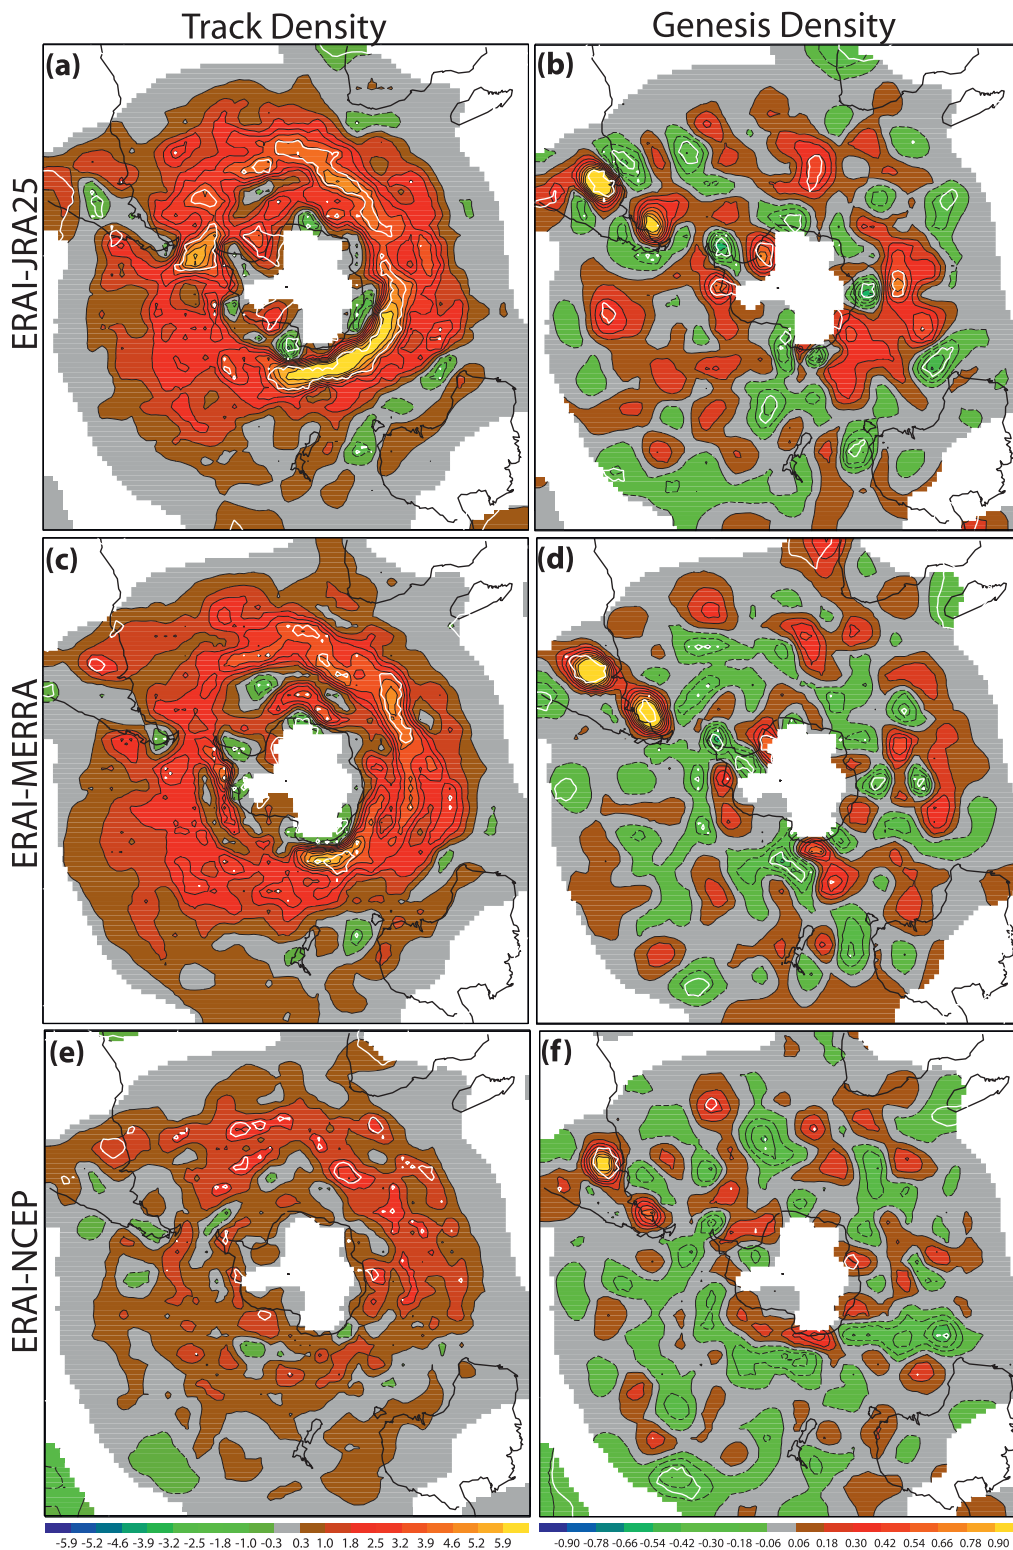 Track Density Genesis Density
(a) (b)
ERAI-JRA25
(c) (d)
ERAI-MERRA
(e) (f)
ERAI-NCEP
-5.9 -5.2 -4.6 -3.9 -3.2 -2.5 -1.9 -1.0 -0.3 0.3 1.0 1.9 2.5 3.2 3.9 4.6 5.2 5.9
-0.90 -0.78 -0.66 -0.54 -0.42 -0.30 -0.18 -0.06 0.06 0.18 0.30 0.42 0.54 0.66 0.78 0.90